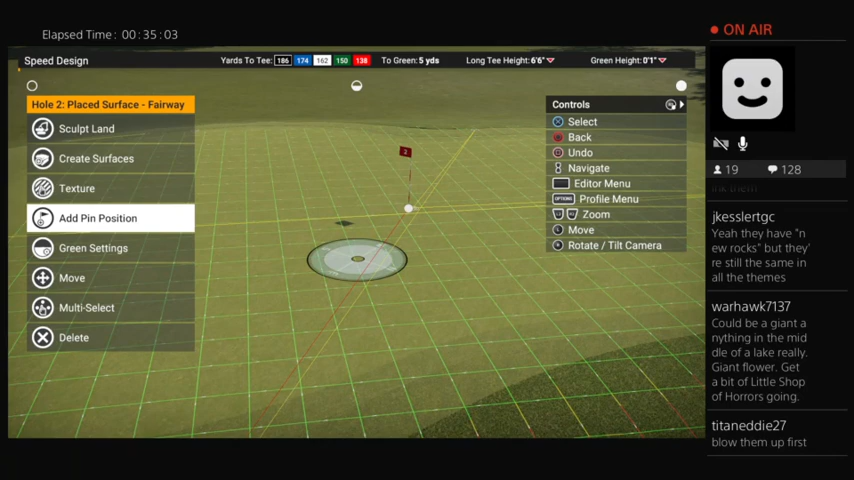 Elapsed Time : 00:35:03
ON AIR
Speed Design
Yards To Tee: 186 174 162 150 138 To Green: 5 yds Long Tee Height: 6'6" Green Height: 0'1"
Hole 2: Placed Surface - Fairway
Sculpt Land
Create Surfaces
Texture
Add Pin Position
Green Settings
Move
Multi-Select
Delete
2
Controls
Select
Back
Undo
Navigate
Editor Menu
OPTIONS Profile Menu
Zoom
Move
Rotate / Tilt Camera
19 128
jkesslertgc
Yeah they have "n
ew rocks" but they'
re still the same in
all the themes
warhawk7137
Could be a giant a
nything in the mid
dle of a lake really.
Giant flower. Get
a bit of Little Shop
of Horrors going.
titaneddie27
blow them up first